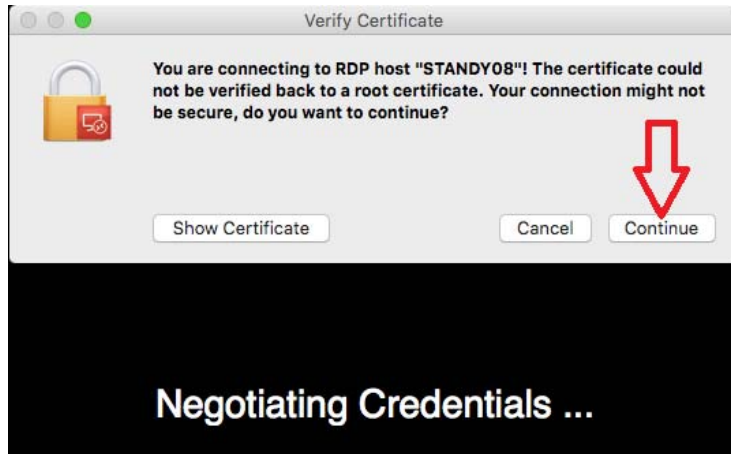 Verify Certificate
You are connecting to RDP host "STANDY08"! The certificate could
not be verified back to a root certificate. Your connection might not
be secure, do you want to continue?
Show Certificate
Cancel
Continue
Negotiating Credentials ...